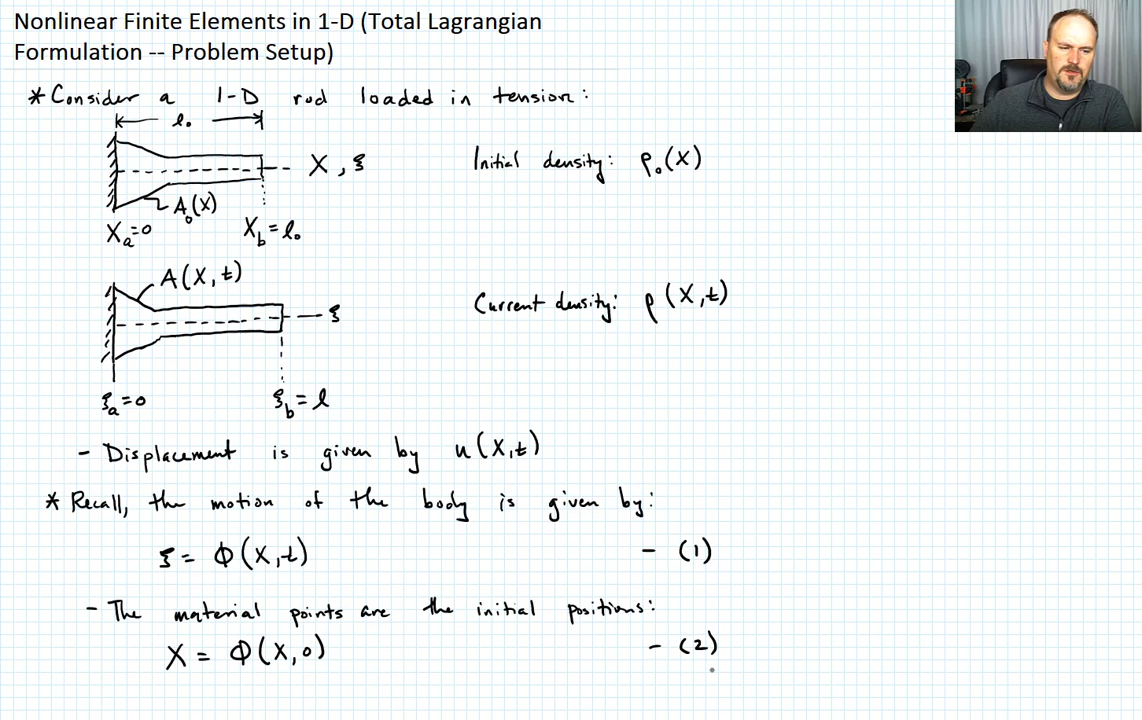 Nonlinear Finite Elements in 1-D (Total Lagrangian
Formulation -- Problem Setup)
* Consider a 1-D rod loaded in tension:
l₀
X, ξ
Initial density: ρ₀(X)
A₀(X)
Xₐ=0
X_b = l₀
A(X,t)
ξ
Current density: ρ(X,t)
ξₐ=0
ξ_b = l
- Displacement is given by u(X,t)
* Recall, the motion of the body is given by:
ξ = Φ(X,t) - (1)
- The material points are the initial positions:
X = Φ(X,0) - (2)